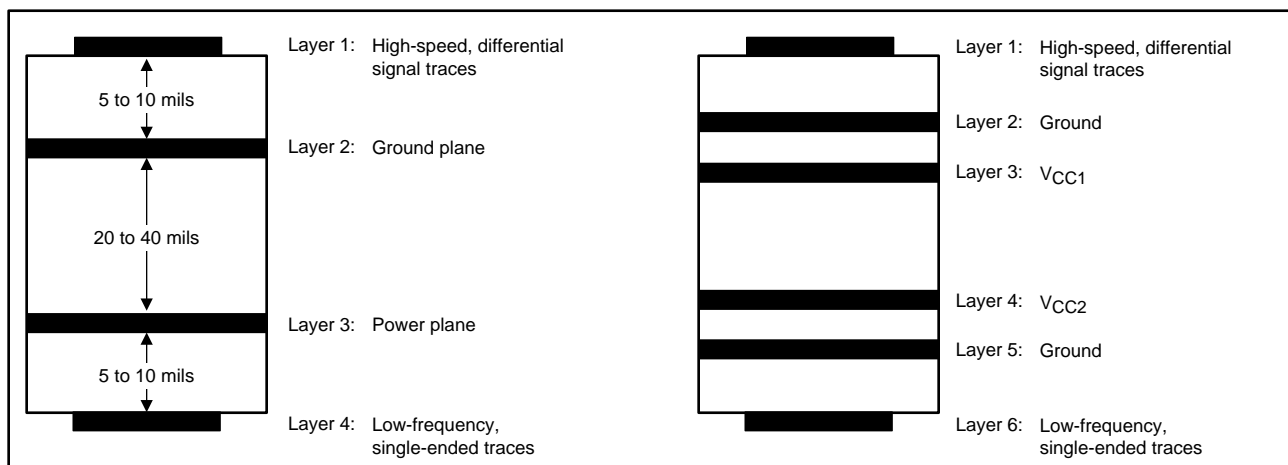 Layer 1: High-speed, differential
signal traces
5 to 10 mils
Layer 2: Ground plane
20 to 40 mils
Layer 3: Power plane
5 to 10 mils
Layer 4: Low-frequency,
single-ended traces
Layer 1: High-speed, differential
signal traces
Layer 2: Ground
Layer 3: VCC1
Layer 4: VCC2
Layer 5: Ground
Layer 6: Low-frequency,
single-ended traces